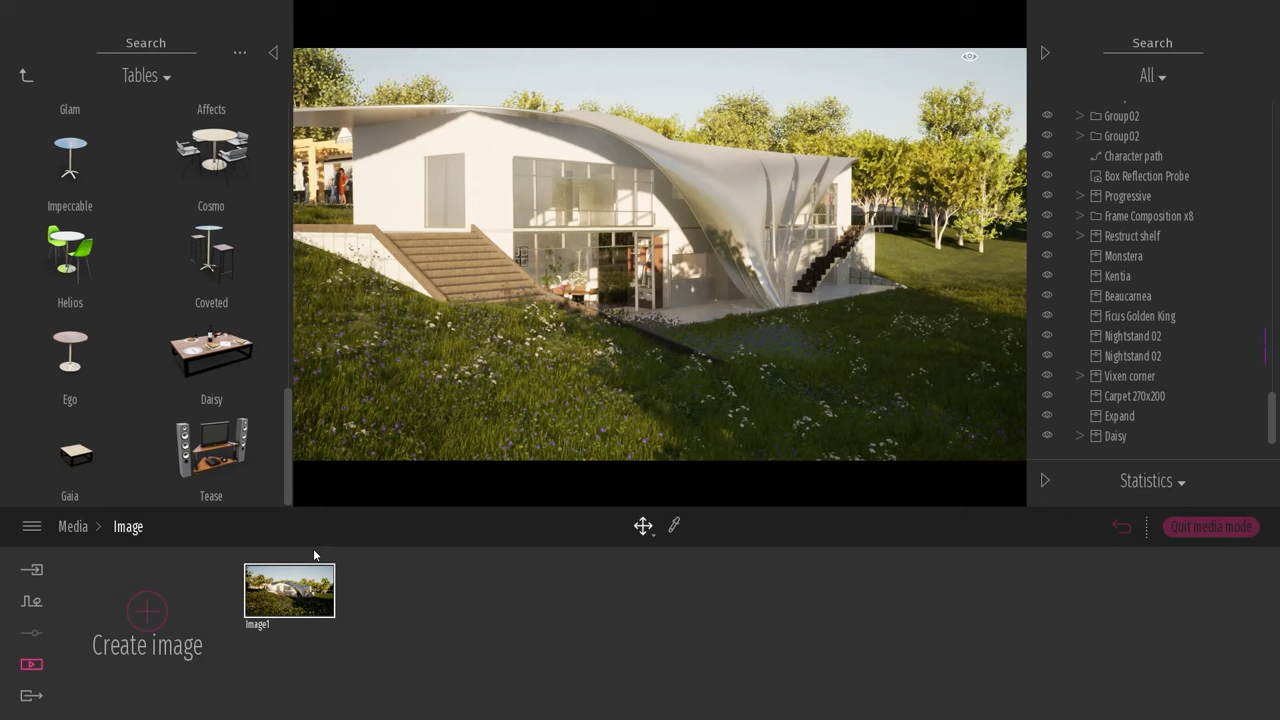 Search
...
Tables
Glam
Affects
Impeccable
Cosmo
Helios
Coveted
Ego
Daisy
Gaia
Tease
Search
All
Group02
Group02
Character path
Box Reflection Probe
Progressive
Frame Composition x8
Restruct shelf
Monstera
Kentia
Beaucarnea
Ficus Golden King
Nightstand 02
Nightstand 02
Vixen corner
Carpet 270x200
Expand
Daisy
Statistics
Media > Image
Quit media mode
Create image
Image1